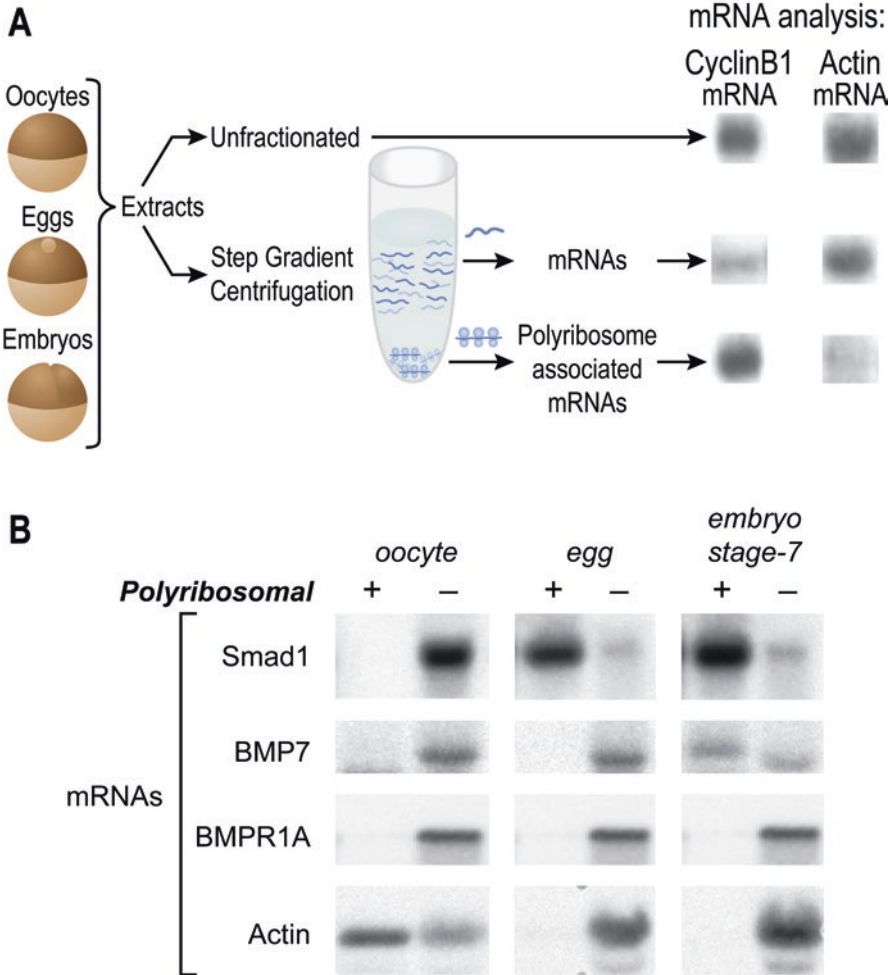 A
mRNA analysis:
CyclinB1 Actin
mRNA mRNA
Oocytes
Unfractionated
Eggs
Extracts
Step Gradient
Centrifugation
mRNAs
Embryos
Polyribosome
associated
mRNAs
B
oocyte egg embryo
stage-7
Polyribosomal + – + – + –
Smad1
BMP7
mRNAs
BMPR1A
Actin